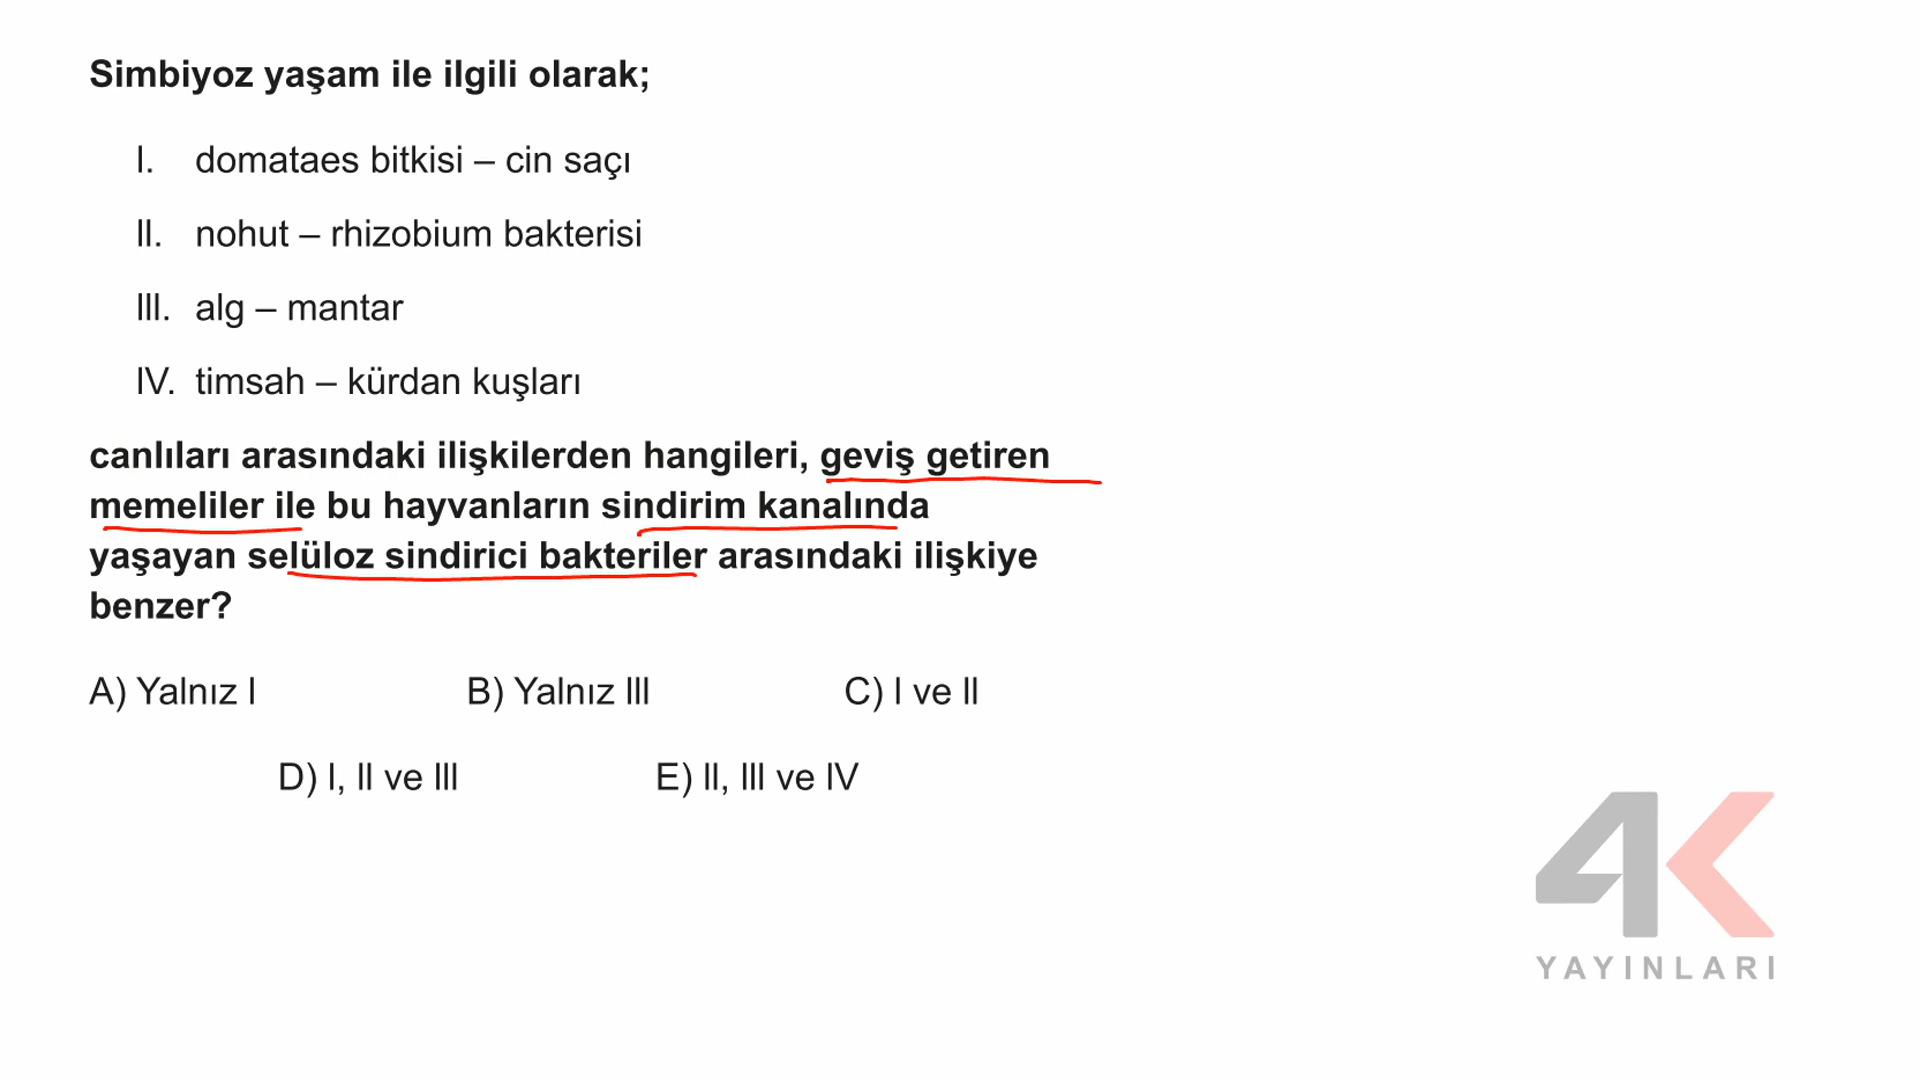 Simbiyoz yaşam ile ilgili olarak;
I. domataes bitkisi – cin saçı
II. nohut – rhizobium bakterisi
III. alg – mantar
IV. timsah – kürdan kuşları
canlıları arasındaki ilişkilerden hangileri, geviş getiren
memeliler ile bu hayvanların sindirim kanalında
yaşayan selüloz sindirici bakteriler arasındaki ilişkiye
benzer?
A) Yalnız I B) Yalnız III C) I ve II
D) I, II ve III E) II, III ve IV
4K
YAYINLARI